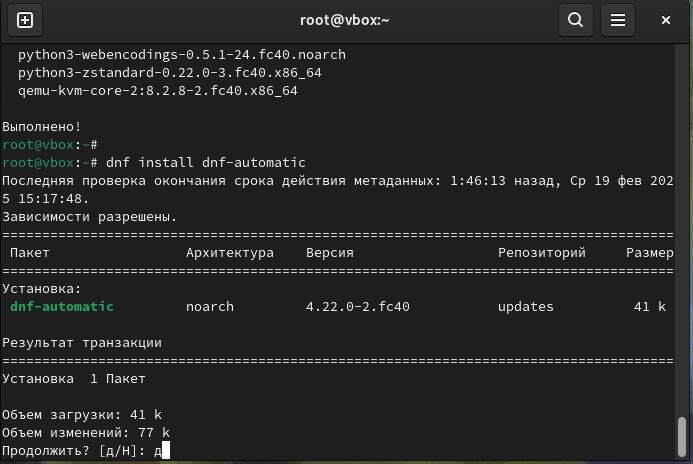 root@vbox:~
python3-webencodings-0.5.1-24.fc40.noarch
python3-zstandard-0.22.0-3.fc40.x86_64
qemu-kvm-core-2:8.2.8-2.fc40.x86_64
Выполнено!
root@vbox:~#
root@vbox:~# dnf install dnf-automatic
Последняя проверка окончания срока действия метаданных: 1:46:13 назад, Ср 19 фев 202
5 15:17:48.
Зависимости разрешены.
================================================================================
Пакет Архитектура Версия Репозиторий Размер
================================================================================
Установка:
dnf-automatic noarch 4.22.0-2.fc40 updates 41 k
Результат транзакции
================================================================================
Установка 1 Пакет
Объем загрузки: 41 k
Объем изменений: 77 k
Продолжить? [д/Н]: д